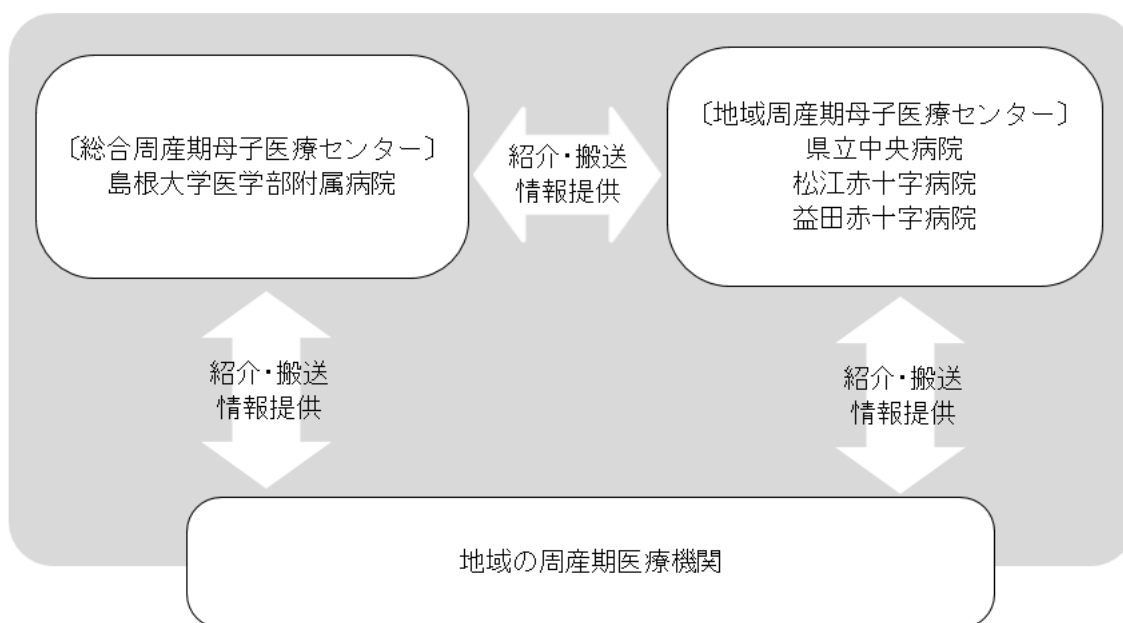 〔総合周産期母子医療センター〕
島根大学医学部附属病院
紹介・搬送
情報提供
〔地域周産期母子医療センター〕
県立中央病院
松江赤十字病院
益田赤十字病院
紹介・搬送
情報提供
紹介・搬送
情報提供
地域の周産期医療機関